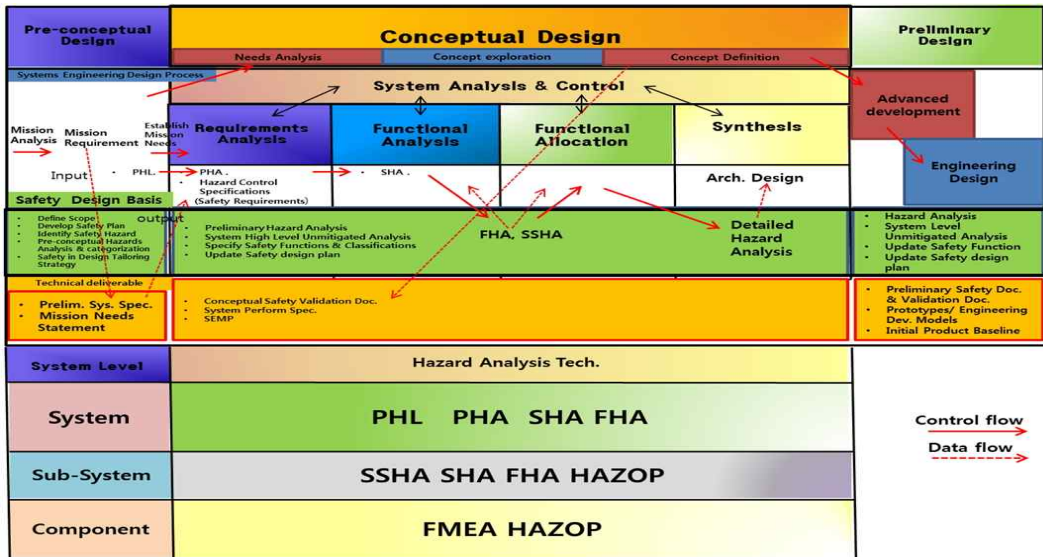 Pre-conceptual
Design
Conceptual Design
Preliminary
Design
Needs Analysis
Concept exploration
Concept Definition
Systems Engineering Design Process
System Analysis & Control
Advanced
development
Engineering
Design
Mission
Analysis
Mission
Requirement
Establish
Mission
Needs
Requirements
Analysis
Functional
Analysis
Functional
Allocation
Synthesis
Input
• PHL.
• PHA .
• Hazard Control
Specifications
(Safety Requirements)
• SHA .
Arch. Design
Safety Design Basis
output
• Define Scope
• Develop Safety Plan
• Identify Safety Hazard
• Pre-conceptual Hazards
Analysis & categorization
• Safety in Design Tailoring
Strategy
• Preliminary Hazard Analysis
• System High Level Unmitigated Analysis
• Specify Safety Functions & Classifications
• Update Safety design plan
FHA, SSHA
Detailed
Hazard
Analysis
• Hazard Analysis
• System Level
Unmitigated Analysis
• Update Safety Function
• Update Safety design
plan
Technical deliverable
• Prelim. Sys. Spec.
• Mission Needs
Statement
• Conceptual Safety Validation Doc.
• System Perform Spec.
• SEMP
• Preliminary Safety Doc.
& Validation Doc.
• Prototypes/ Engineering
Dev. Models
• Initial Product Baseline
System Level
Hazard Analysis Tech.
System
PHL PHA SHA FHA
Sub-System
SSHA SHA FHA HAZOP
Component
FMEA HAZOP
Control flow
Data flow